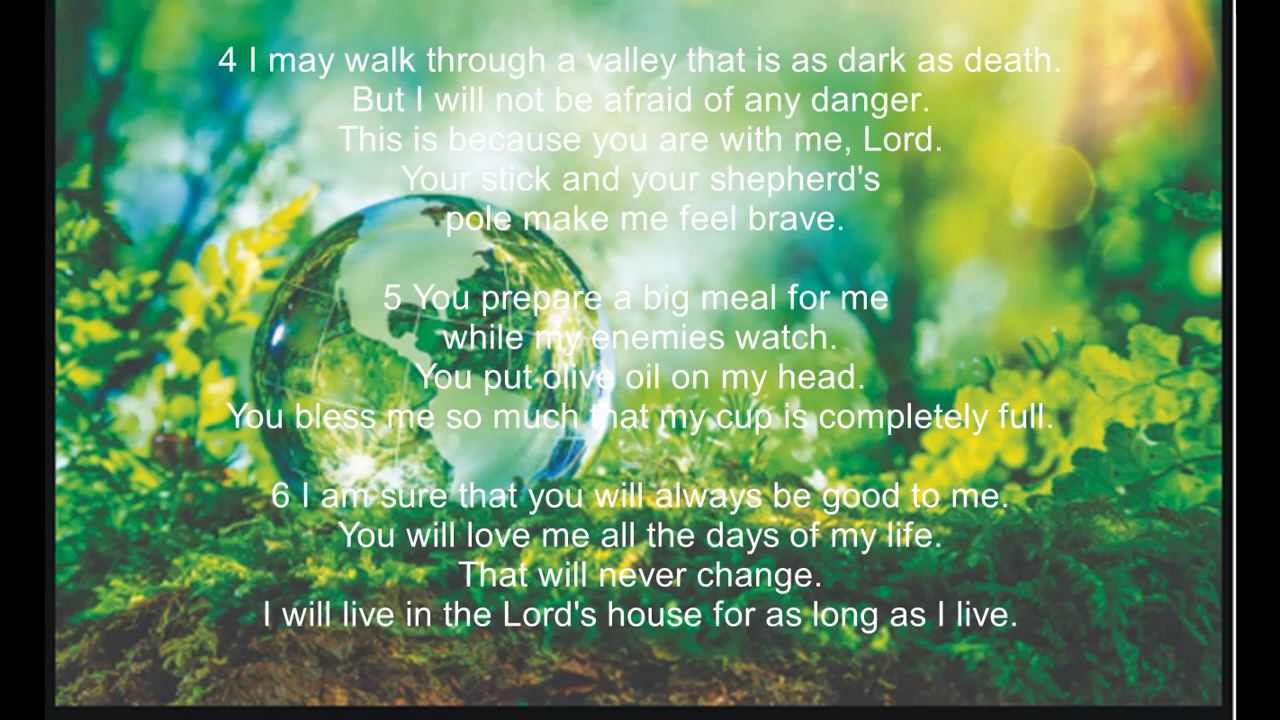 4 I may walk through a valley that is as dark as death.
But I will not be afraid of any danger.
This is because you are with me, Lord.
Your stick and your shepherd's
pole make me feel brave.
5 You prepare a big meal for me
while my enemies watch.
You put olive oil on my head.
You bless me so much that my cup is completely full.
6 I am sure that you will always be good to me.
You will love me all the days of my life.
That will never change.
I will live in the Lord's house for as long as I live.